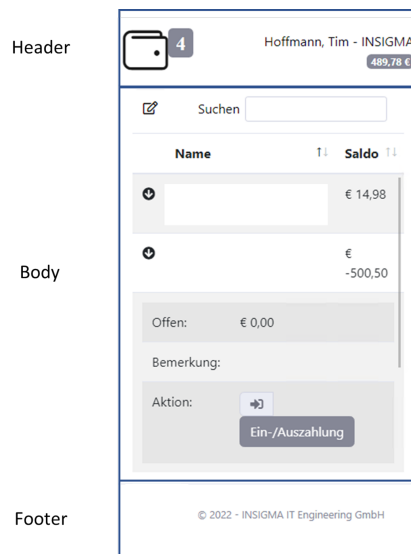 Header
4
Hoffmann, Tim - INSIGMA
489,78 €
Suchen
Name ↑↓ Saldo ↑↓
€ 14,98
€
-500,50
Body
Offen: € 0,00
Bemerkung:
Aktion:
Ein-/Auszahlung
Footer
© 2022 - INSIGMA IT Engineering GmbH